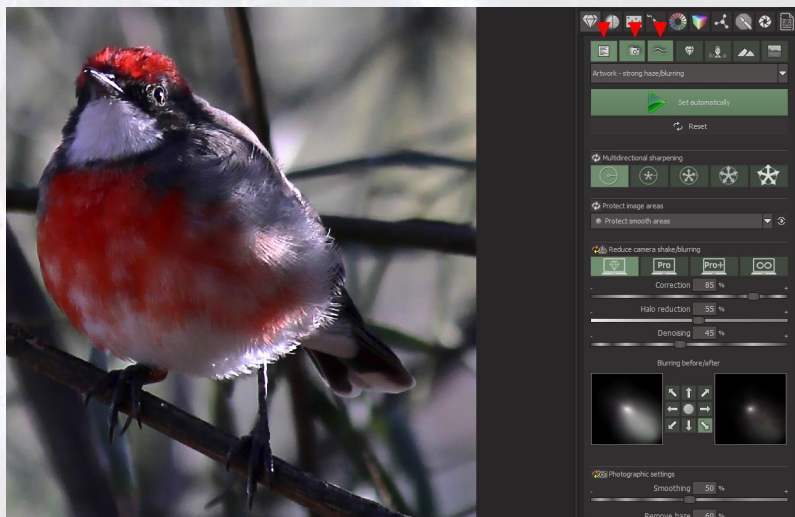 Artwork - strong haze/blurring
Set automatically
Reset
Multidirectional sharpening
Protect image areas
Protect smooth areas
Reduce camera shake/blurring
Pro
Pro+
Correction 85 %
Halo reduction 55 %
Denoising 45 %
Blurring before/after
Photographic settings
Smoothing 50 %
Remove haze 60 %